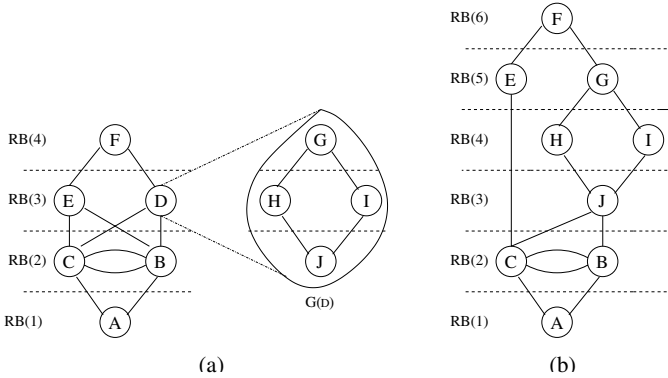 RB(6) F
RB(5) E G
RB(4) F G RB(4) H I
RB(3) E D H I RB(3) J
RB(2) C B J RB(2) C B
G(D)
RB(1) A RB(1) A
(a) (b)